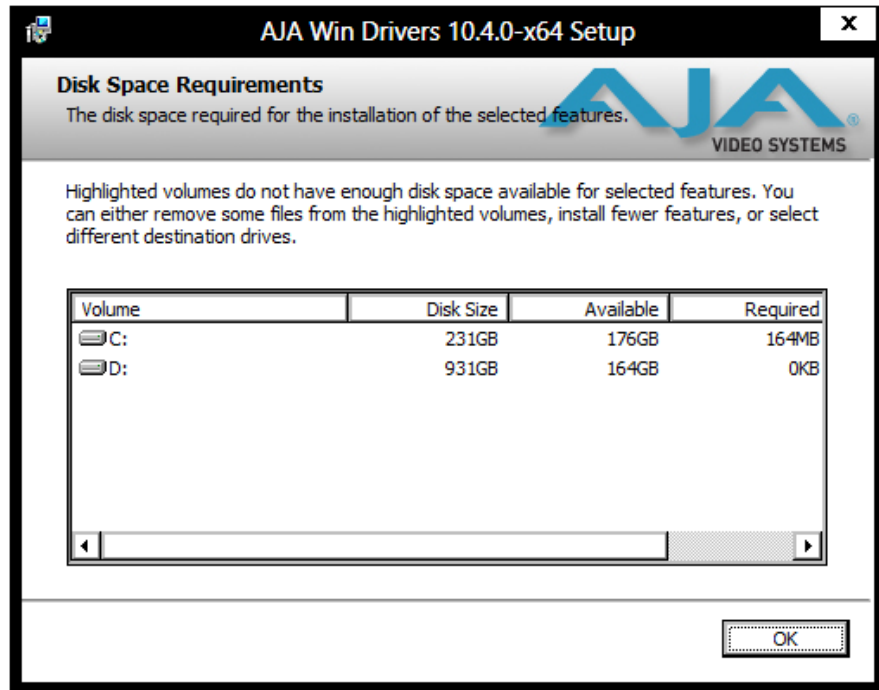 AJA Win Drivers 10.4.0-x64 Setup
x
Disk Space Requirements
The disk space required for the installation of the selected features.
AJA
®
VIDEO SYSTEMS
Highlighted volumes do not have enough disk space available for selected features. You
can either remove some files from the highlighted volumes, install fewer features, or select
different destination drives.
Volume Disk Size Available Required
C: 231GB 176GB 164MB
D: 931GB 164GB 0KB
OK